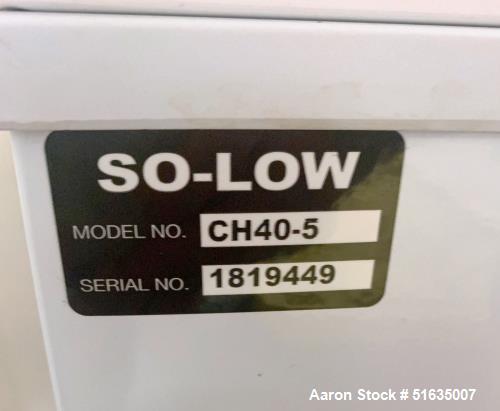 SO-LOW
MODEL NO. CH40-5
SERIAL NO. 1819449
Aaron Stock #51635007